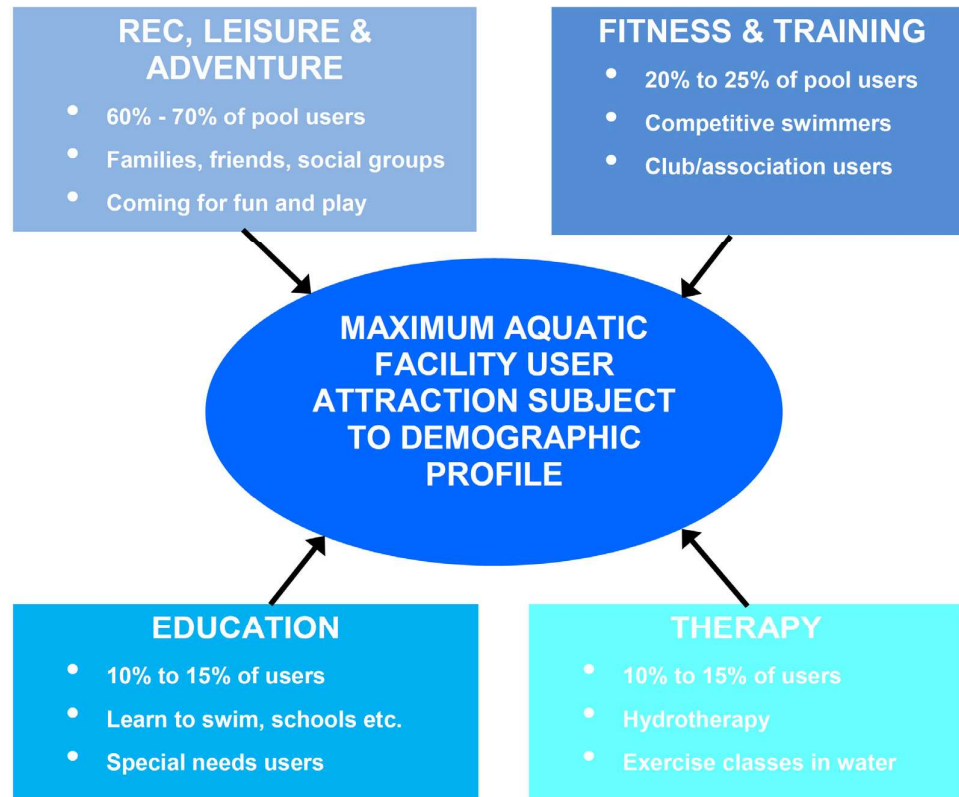 REC, LEISURE &
ADVENTURE
• 60% - 70% of pool users
• Families, friends, social groups
• Coming for fun and play
FITNESS & TRAINING
• 20% to 25% of pool users
• Competitive swimmers
• Club/association users
MAXIMUM AQUATIC
FACILITY USER
ATTRACTION SUBJECT
TO DEMOGRAPHIC
PROFILE
EDUCATION
• 10% to 15% of users
• Learn to swim, schools etc.
• Special needs users
THERAPY
• 10% to 15% of users
• Hydrotherapy
• Exercise classes in water